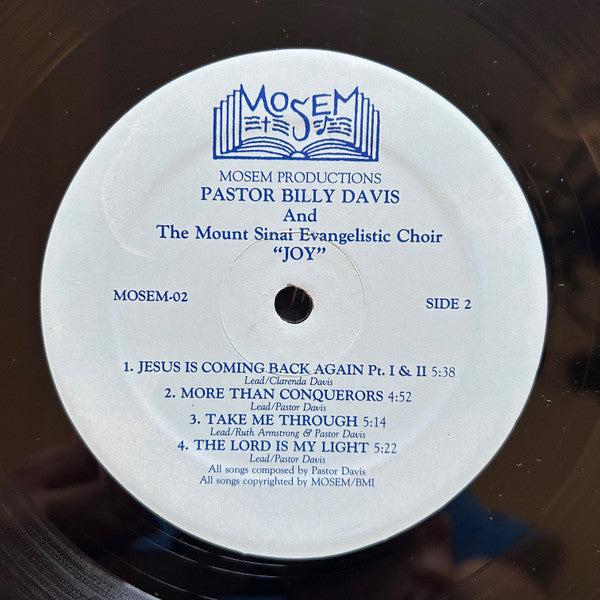 MOSEM
MOSEM PRODUCTIONS
PASTOR BILLY DAVIS
And
The Mount Sinai Evangelistic Choir
“JOY”
MOSEM-02
SIDE 2
1. JESUS IS COMING BACK AGAIN Pt. I & II 5:38
Lead/Clarenda Davis
2. MORE THAN CONQUERORS 4:52
Lead/Pastor Davis
3. TAKE ME THROUGH 5:14
Lead/Ruth Armstrong & Pastor Davis
4. THE LORD IS MY LIGHT 5:22
Lead/Pastor Davis
All songs composed by Pastor Davis
All songs copyrighted by MOSEM/BMI